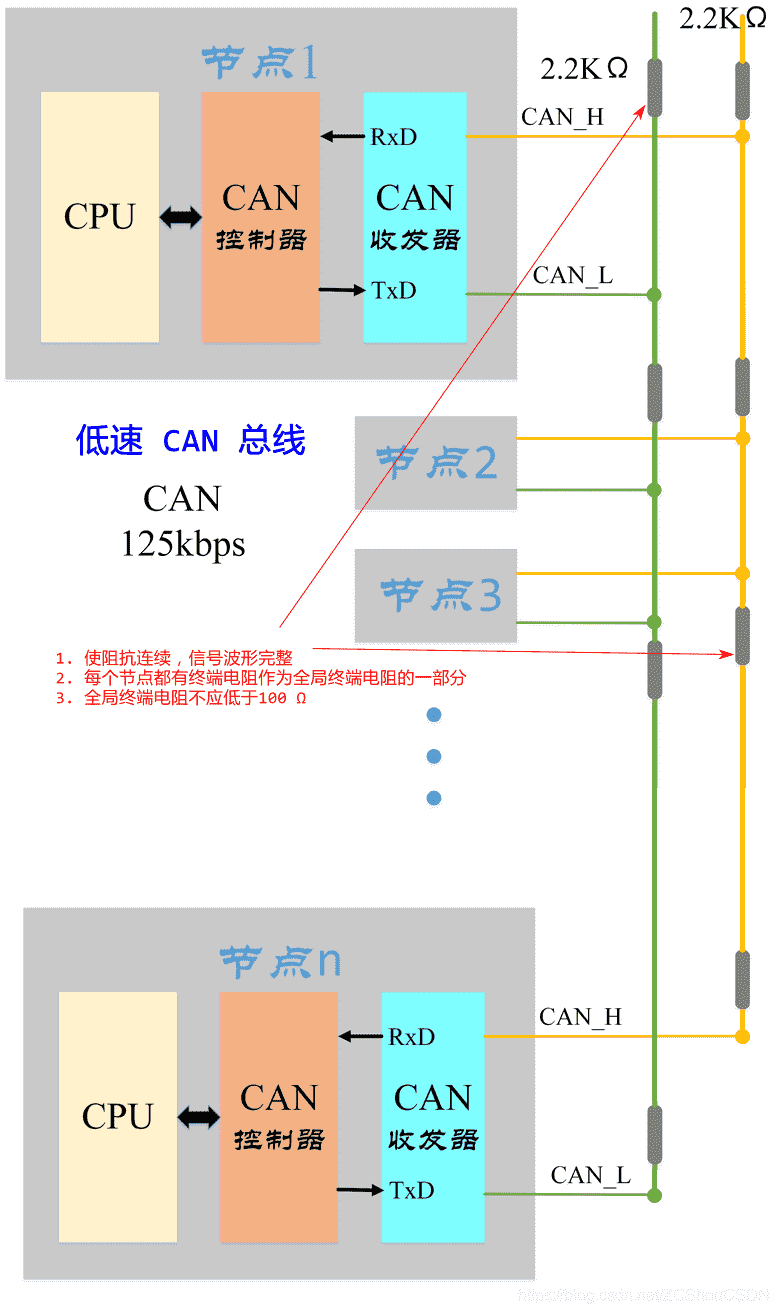 2.2KΩ
节点1
2.2KΩ
CAN_H
RxD
CPU
CAN
控制器
CAN
收发器
CAN_L
TxD
低速 CAN 总线
CAN
125kbps
节点2
节点3
1. 使阻抗连续，信号波形完整
2. 每个节点都有终端电阻作为全局终端电阻的一部分
3. 全局终端电阻不应低于100 Ω
节点n
CAN_H
RxD
CPU
CAN
控制器
CAN
收发器
CAN_L
TxD